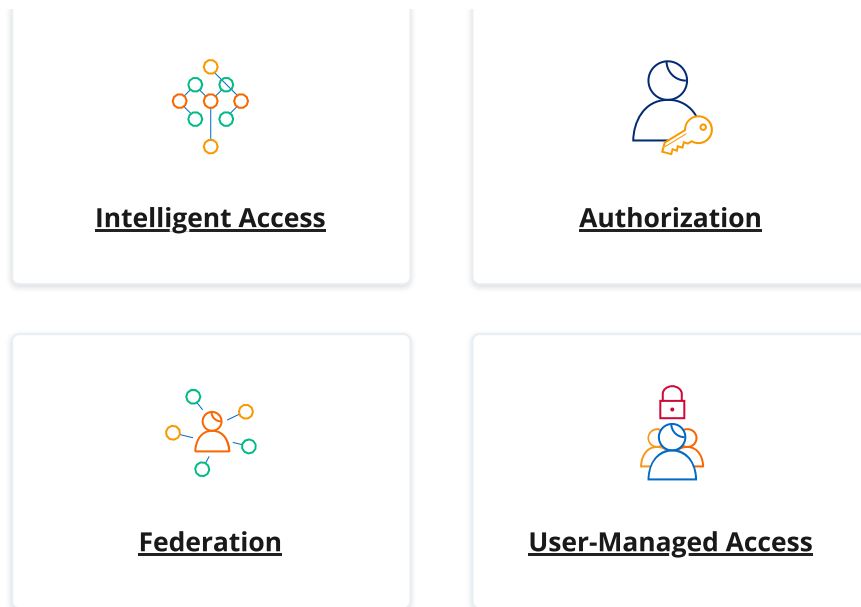 Intelligent Access
Authorization
Federation
User-Managed Access